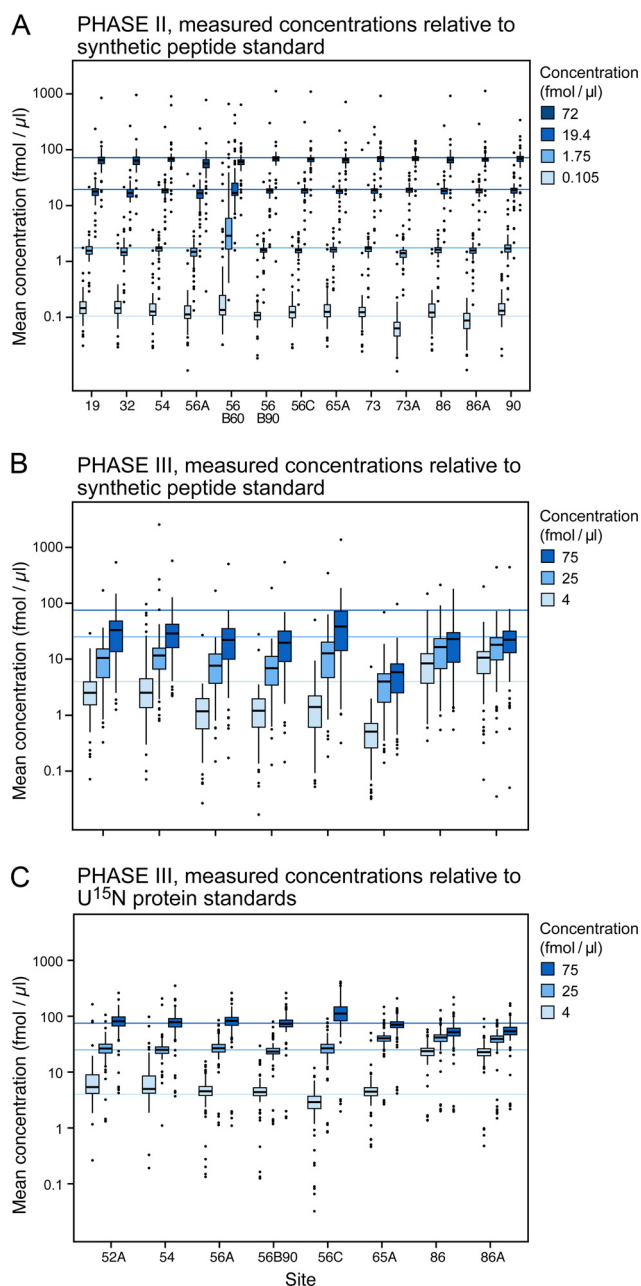 A
PHASE II, measured concentrations relative to
synthetic peptide standard
Concentration
(fmol / µl)
72
19.4
1.75
0.105
Mean concentration (fmol / µl)
1000
100
10
1
0.1
19 32 54 56A 56 B60 56 B90 56C 65A 73 73A 86 86A 90
B
PHASE III, measured concentrations relative to
synthetic peptide standard
Concentration
(fmol / µl)
75
25
4
Mean concentration (fmol / µl)
1000
100
10
1
0.1
C
PHASE III, measured concentrations relative to
U15N protein standards
Concentration
(fmol / µl)
75
25
4
Mean concentration (fmol / µl)
1000
100
10
1
0.1
52A 54 56A 56B90 56C 65A 86 86A
Site